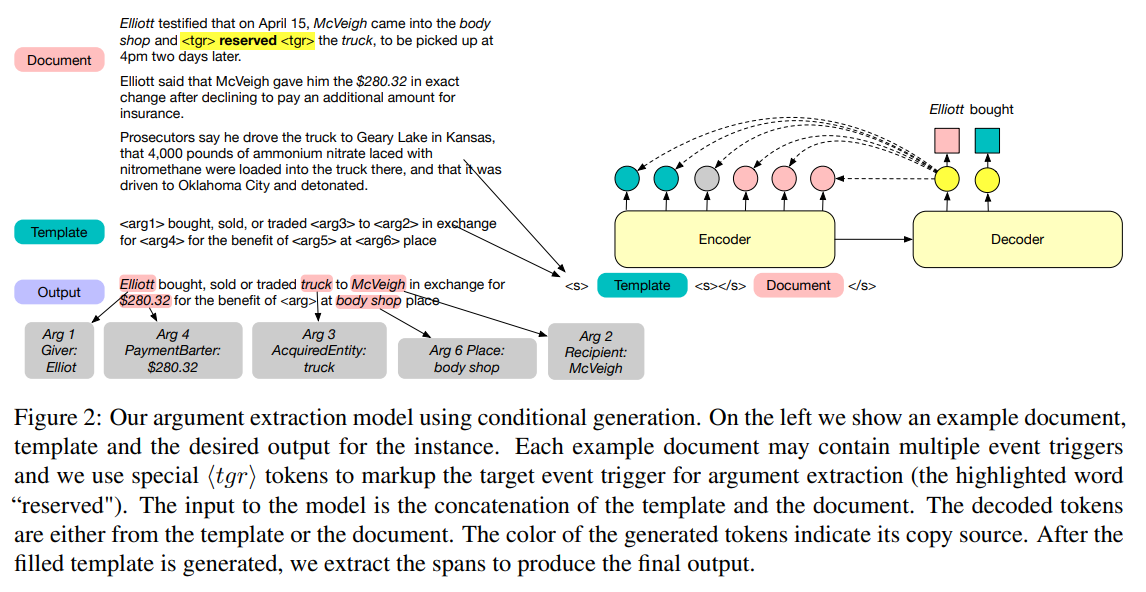 Document
Elliott testified that on April 15, McVeigh came into the body
shop and <tgr> reserved <tgr> the truck, to be picked up at
4pm two days later.
Elliott said that McVeigh gave him the $280.32 in exact
change after declining to pay an additional amount for
insurance.
Prosecutors say he drove the truck to Geary Lake in Kansas,
that 4,000 pounds of ammonium nitrate laced with
nitromethane were loaded into the truck there, and that it was
driven to Oklahoma City and detonated.
Template
<arg1> bought, sold, or traded <arg3> to <arg2> in exchange
for <arg4> for the benefit of <arg5> at <arg6> place
Output
Elliott bought, sold or traded truck to McVeigh in exchange for
$280.32 for the benefit of <arg> at body shop place
Arg 1
Giver:
Elliot
Arg 4
PaymentBarter:
$280.32
Arg 3
AcquiredEntity:
truck
Arg 6 Place:
body shop
Arg 2
Recipient:
McVeigh
Elliott bought
Encoder
Decoder
<s> Template <s></s> Document </s>
Figure 2: Our argument extraction model using conditional generation. On the left we show an example document,
template and the desired output for the instance. Each example document may contain multiple event triggers
and we use special ⟨tgr⟩ tokens to markup the target event trigger for argument extraction (the highlighted word
“reserved"). The input to the model is the concatenation of the template and the document. The decoded tokens
are either from the template or the document. The color of the generated tokens indicate its copy source. After the
filled template is generated, we extract the spans to produce the final output.